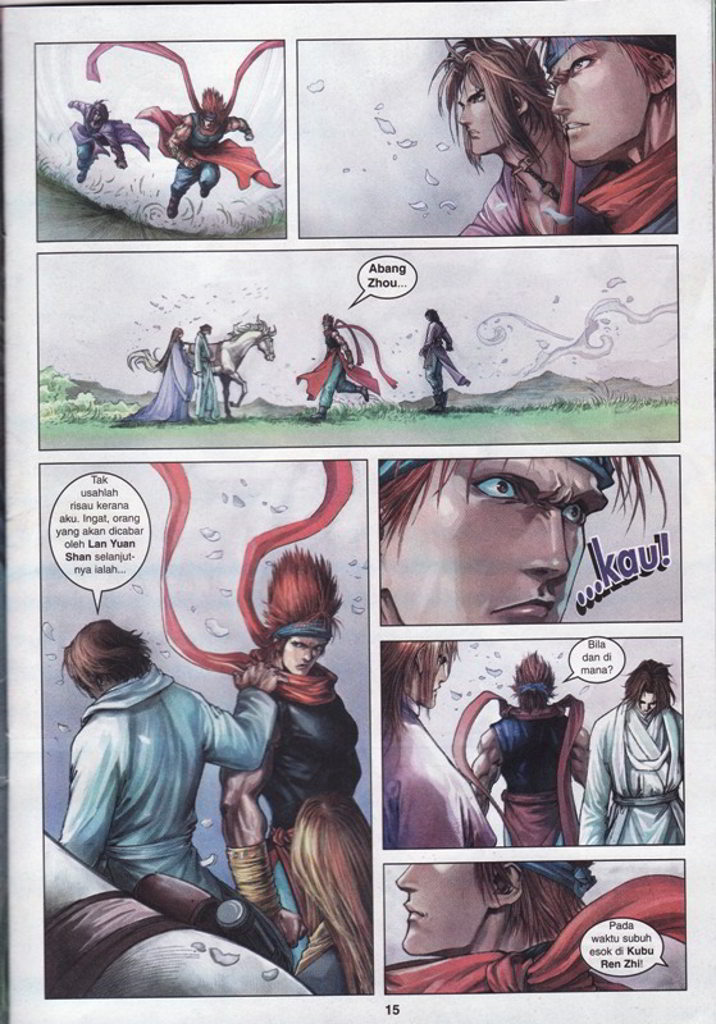 Abang
Zhou...
Tak
usahlah
risau kerana
aku. Ingat, orang
yang akan dicabar
oleh Lan Yuan
Shan selanjut-
nya ialah...
...kau!
Bila
dan di
mana?
Pada
waktu subuh
esok di Kubu
Ren Zhi!
15